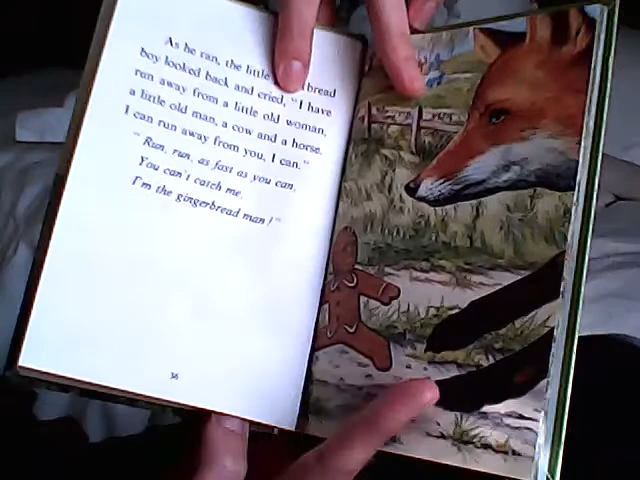 As he ran, the little bread
boy looked back and cried, "I have
run away from a little old woman,
a little old man, a cow and a horse.
I can run away from you, I can."
"Run, run, as fast as you can.
You can't catch me,
I'm the gingerbread man!"
36